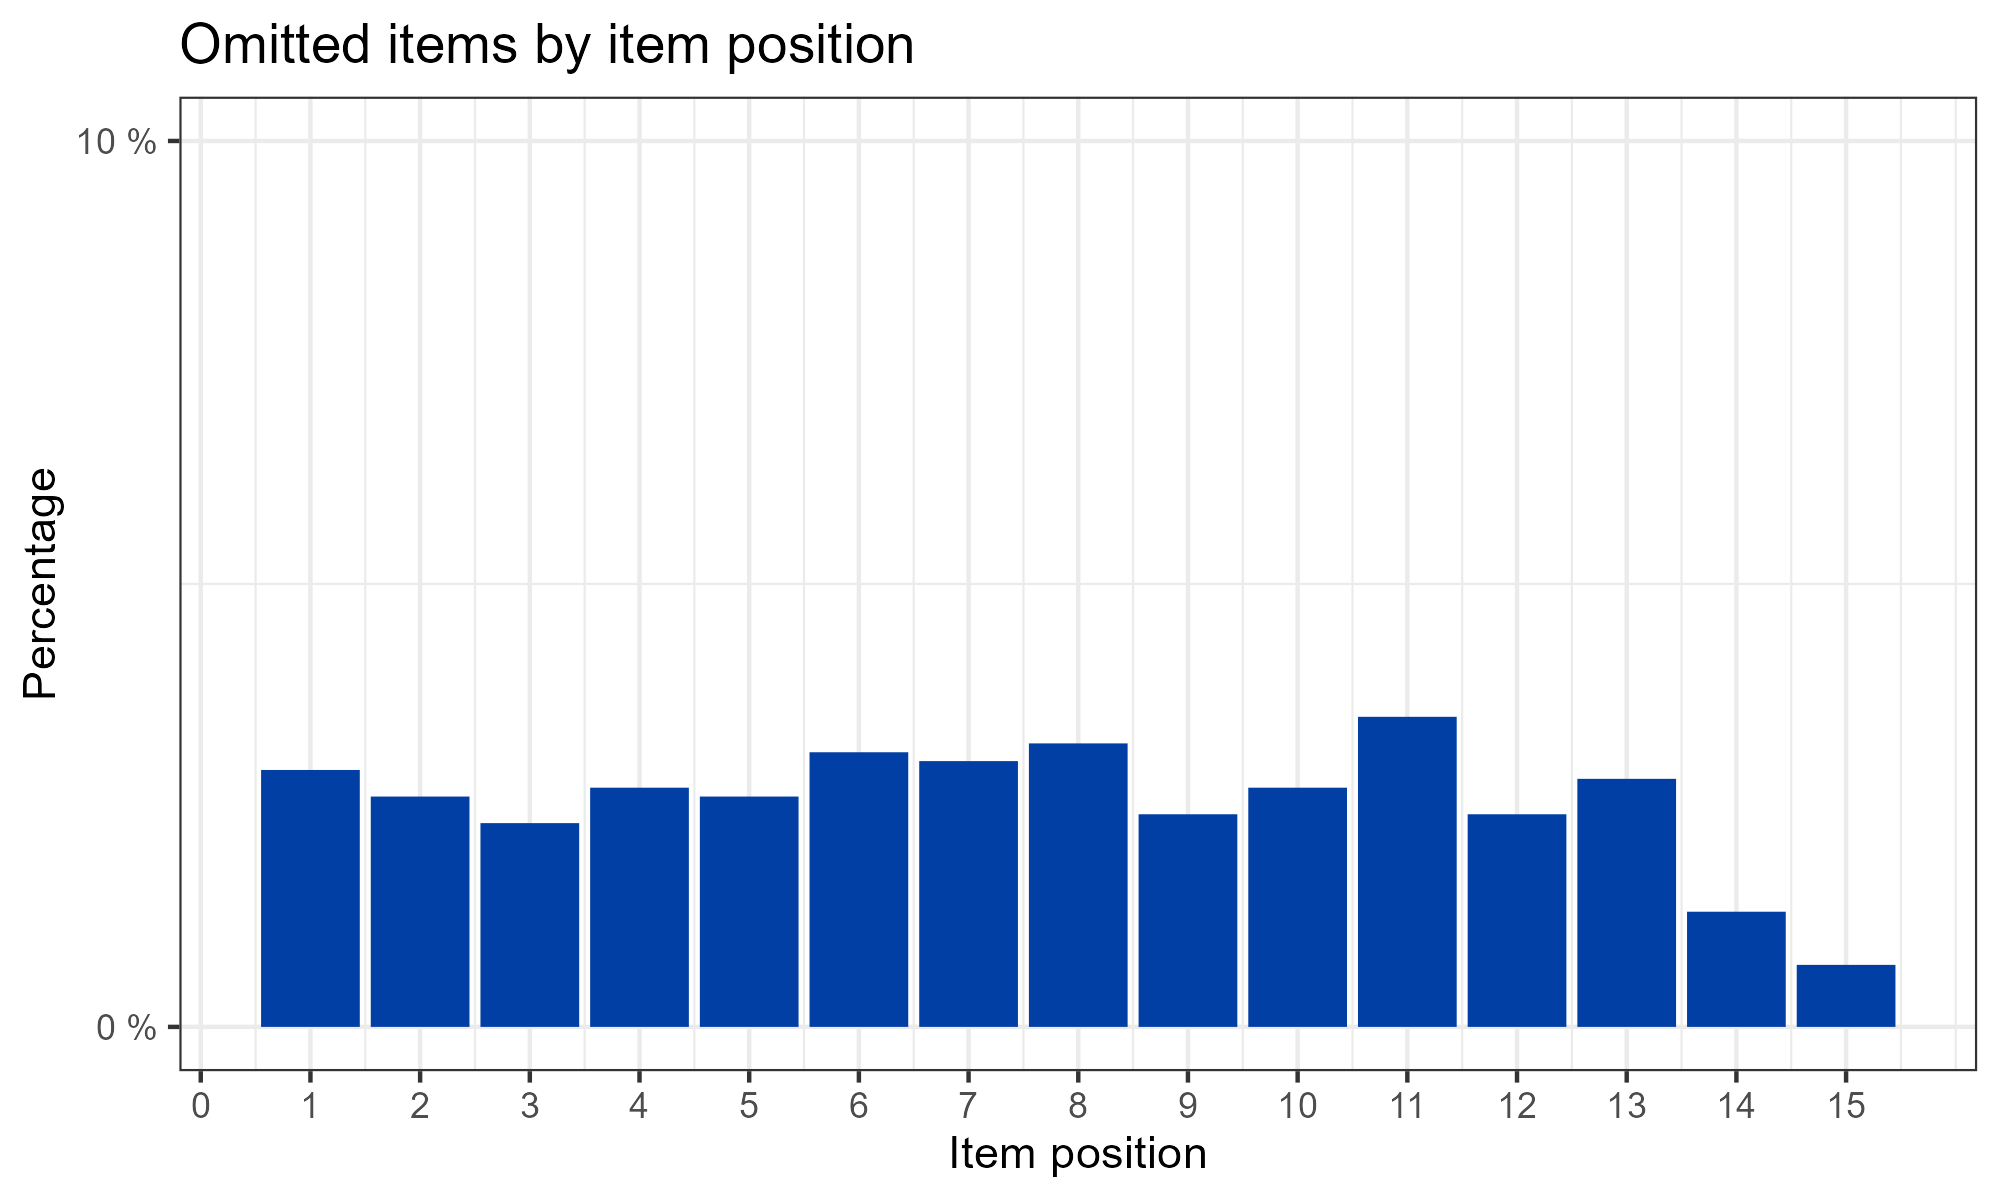 Omitted items by item position
10 %
0 %
Percentage
0 1 2 3 4 5 6 7 8 9 10 11 12 13 14 15
Item position